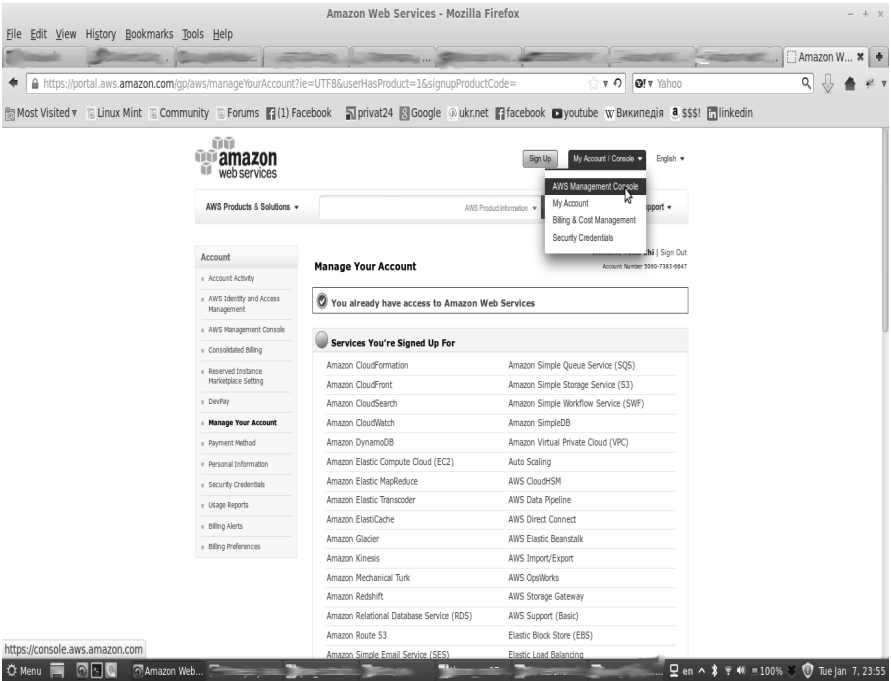 Amazon Web Services - Mozilla Firefox
File Edit View History Bookmarks Tools Help
Amazon W...
https://portal.aws.amazon.com/gp/aws/manageYourAccount?ie=UTF8&userHasProduct=1&signupProductCode=
Yahoo
Most Visited Linux Mint Community Forums (1) Facebook privat24 Google ukr.net facebook youtube Википедія $$$! linkedin
amazon
web services
Sign Up My Account / Console English
AWS Management Console
My Account
Billing & Cost Management
Security Credentials
AWS Products & Solutions AWS Product Information
Account
Account Activity
AWS Identity and Access
Management
AWS Management Console
Consolidated Billing
Reserved Instance
Marketplace Setting
DevPay
Manage Your Account
Payment Method
Personal Information
Security Credentials
Usage Reports
Billing Alerts
Billing Preferences
| Sign Out
Account Number 5060-7383-6647
Manage Your Account
You already have access to Amazon Web Services
Services You're Signed Up For
Amazon CloudFormation Amazon Simple Queue Service (SQS)
Amazon CloudFront Amazon Simple Storage Service (S3)
Amazon CloudSearch Amazon Simple Workflow Service (SWF)
Amazon CloudWatch Amazon SimpleDB
Amazon DynamoDB Amazon Virtual Private Cloud (VPC)
Amazon Elastic Compute Cloud (EC2) Auto Scaling
Amazon Elastic MapReduce AWS CloudHSM
Amazon Elastic Transcoder AWS Data Pipeline
Amazon ElastiCache AWS Direct Connect
Amazon Glacier AWS Elastic Beanstalk
Amazon Kinesis AWS Import/Export
Amazon Mechanical Turk AWS OpsWorks
Amazon Redshift AWS Storage Gateway
Amazon Relational Database Service (RDS) AWS Support (Basic)
Amazon Route 53 Elastic Block Store (EBS)
Amazon Simple Email Service (SES) Elastic Load Balancing
https://console.aws.amazon.com
Menu Amazon Web... en 100% Tue Jan 7, 23:55